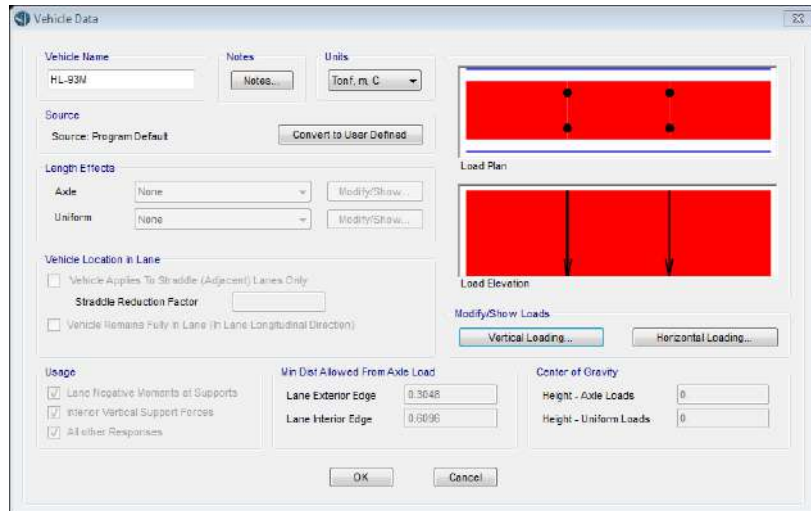 Vehicle Data
Vehicle Name
HL-93M
Notes
Notes...
Units
Tonf, m, C
Source
Source: Program Default
Convert to User Defined
Load Plan
Length Effects
Axle
None
Modify/Show...
Uniform
None
Modify/Show...
Load Elevation
Vehicle Location in Lane
Vehicle Applies To Straddle (Adjacent) Lanes Only
Straddle Reduction Factor
Vehicle Remains Fully In Lane (In Lane Longitudinal Direction)
Modify/Show Loads
Vertical Loading...
Horizontal Loading...
Usage
Lane Negative Moments at Supports
Interior Vertical Support Forces
All other Responses
Min Dist Allowed From Axle Load
Lane Exterior Edge
0.3048
Lane Interior Edge
0.6096
Center of Gravity
Height - Axle Loads
0
Height - Uniform Loads
0
OK
Cancel